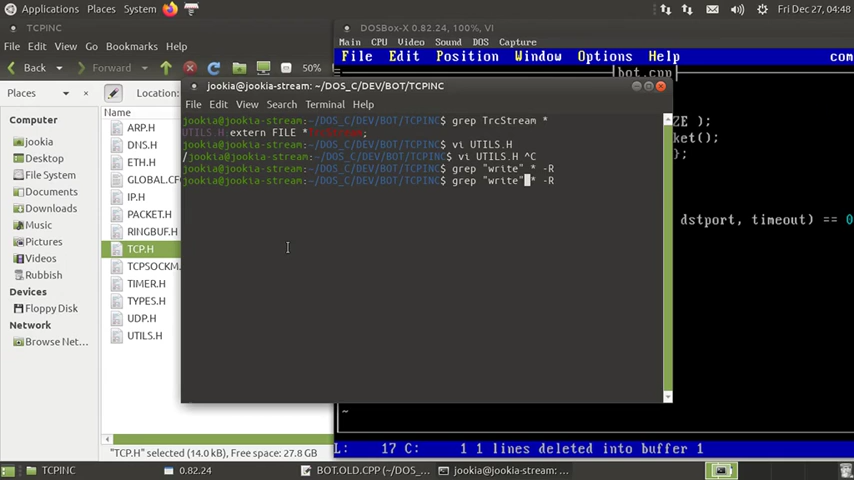 Applications Places System Fri Dec 27, 04:48
TCPINC
File Edit View Go Bookmarks H
Back Forward 50%
Places Location:
Name
jookia
Desktop
File System
Documents
Downloads
Music
Pictures
Videos
Rubbish
Devices
Floppy Disk
Network
Browse Net...
ARP.H
DNS.H
ETH.H
GLOBAL.CF
IP.H
PACKET.H
RINGBUF.H
TCP.H
TCPSOCKM.
TIMER.H
TYPES.H
UDP.H
UTILS.H
"TCP.H" selected (14.0 kB), Free space: 27.8 GB
DOSBox-X 0.82.24, 100%, VI
Main CPU Video Sound DOS Capture
File Edit Position Window Options Help com
bot.cpp
ZE );
ket();
};
dstport, timeout) == 0
~
L: 17 C: 1 1 lines deleted into buffer 1
jookia@jookia-stream: ~/DOS_C/DEV/BOT/TCPINC
File Edit View Search Terminal Help
jookia@jookia-stream:~/DOS_C/DEV/BOT/TCPINC$ grep TrcStream *
UTILS.H:extern FILE *TrcStream;
jookia@jookia-stream:~/DOS_C/DEV/BOT/TCPINC$ vi UTILS.H
/jookia@jookia-stream:~/DOS_C/DEV/BOT/TCPINC$ vi UTILS.H ^C
jookia@jookia-stream:~/DOS_C/DEV/BOT/TCPINC$ grep "write" * -R
jookia@jookia-stream:~/DOS_C/DEV/BOT/TCPINC$ grep "write" * -R
TCPINC 0.82.24 BOT.OLD.CPP (~/DOS_... jookia@jookia-stream: ...